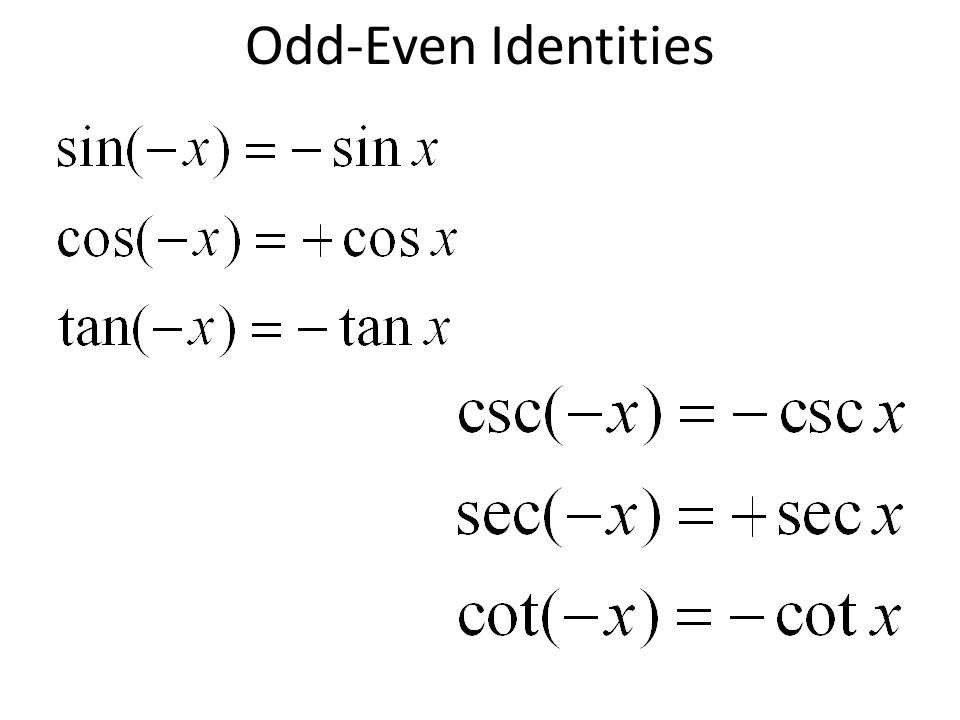 Odd-Even Identities
sin(−x) = − sin x
cos(−x) = + cos x
tan(−x) = − tan x
csc(−x) = − csc x
sec(−x) = + sec x
cot(−x) = − cot x